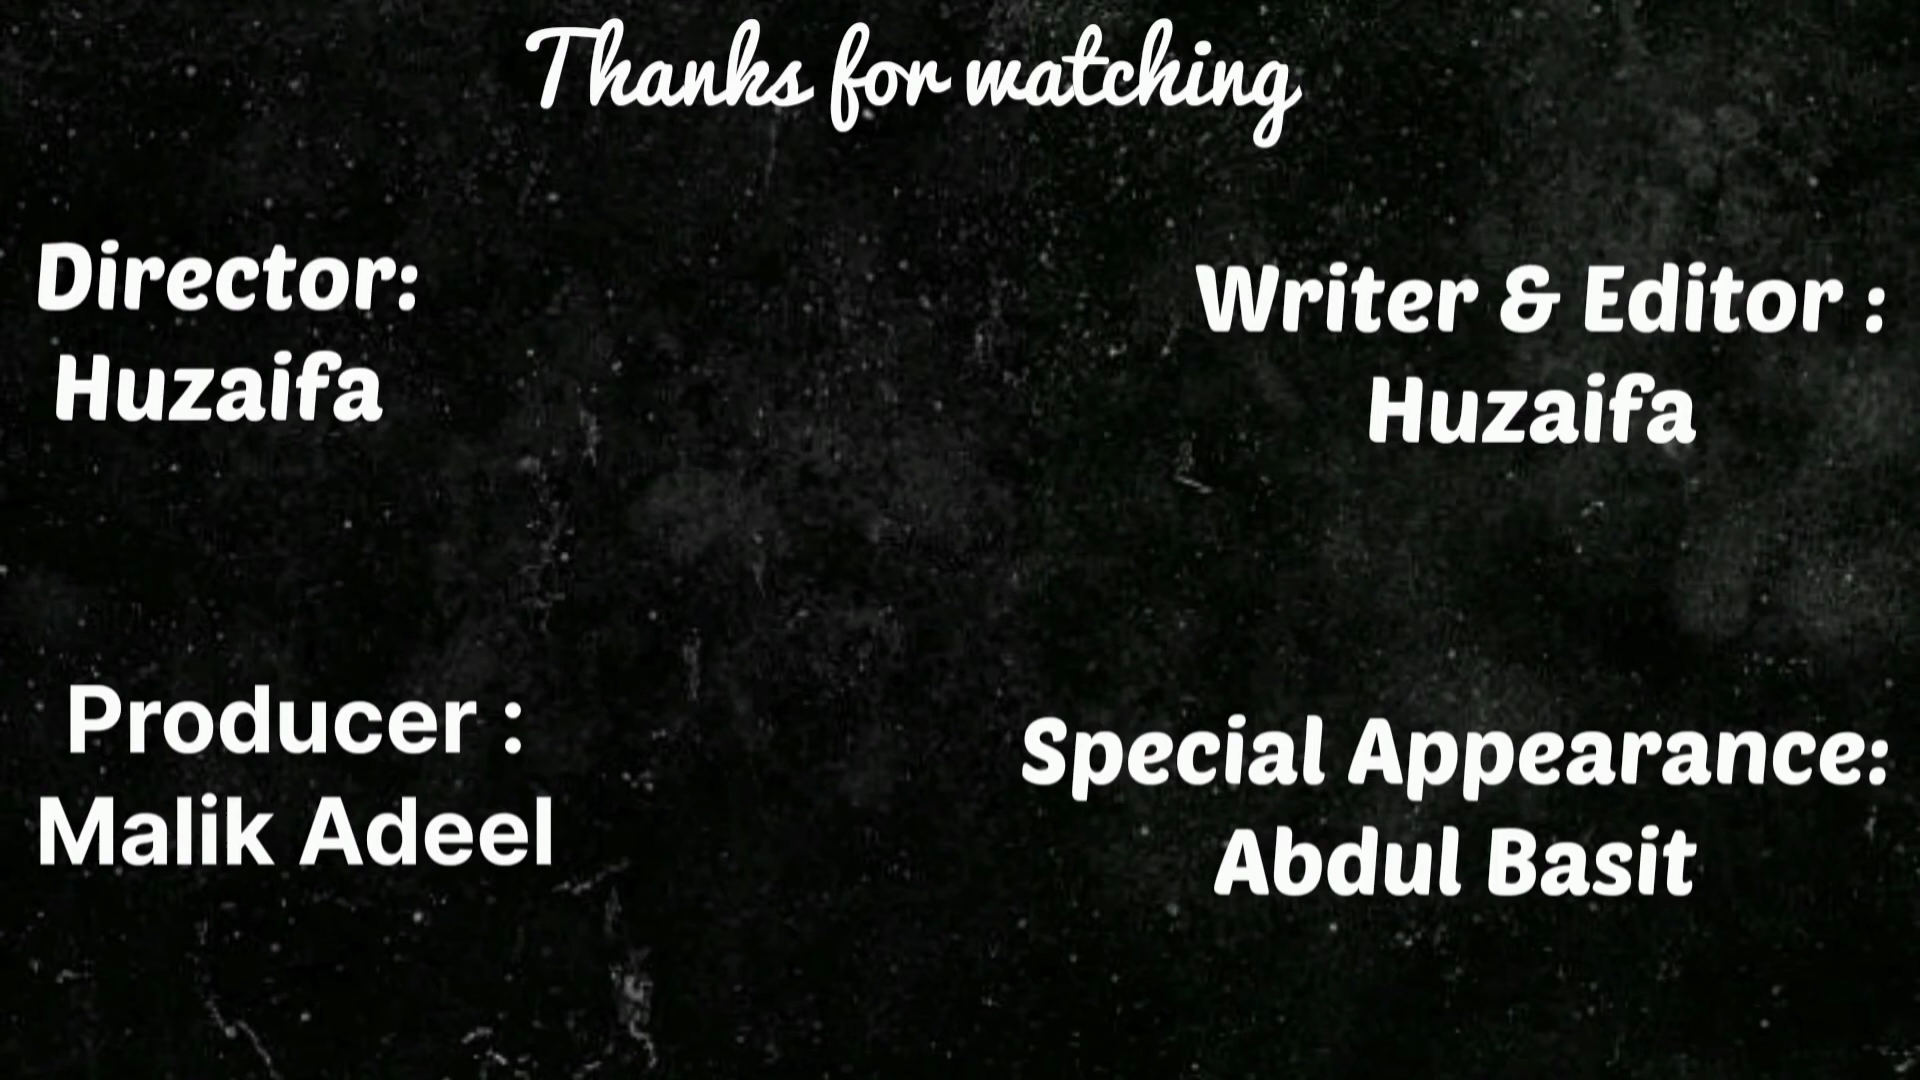 Thanks for watching
Director:
Huzaifa
Writer & Editor :
Huzaifa
Producer :
Malik Adeel
Special Appearance:
Abdul Basit